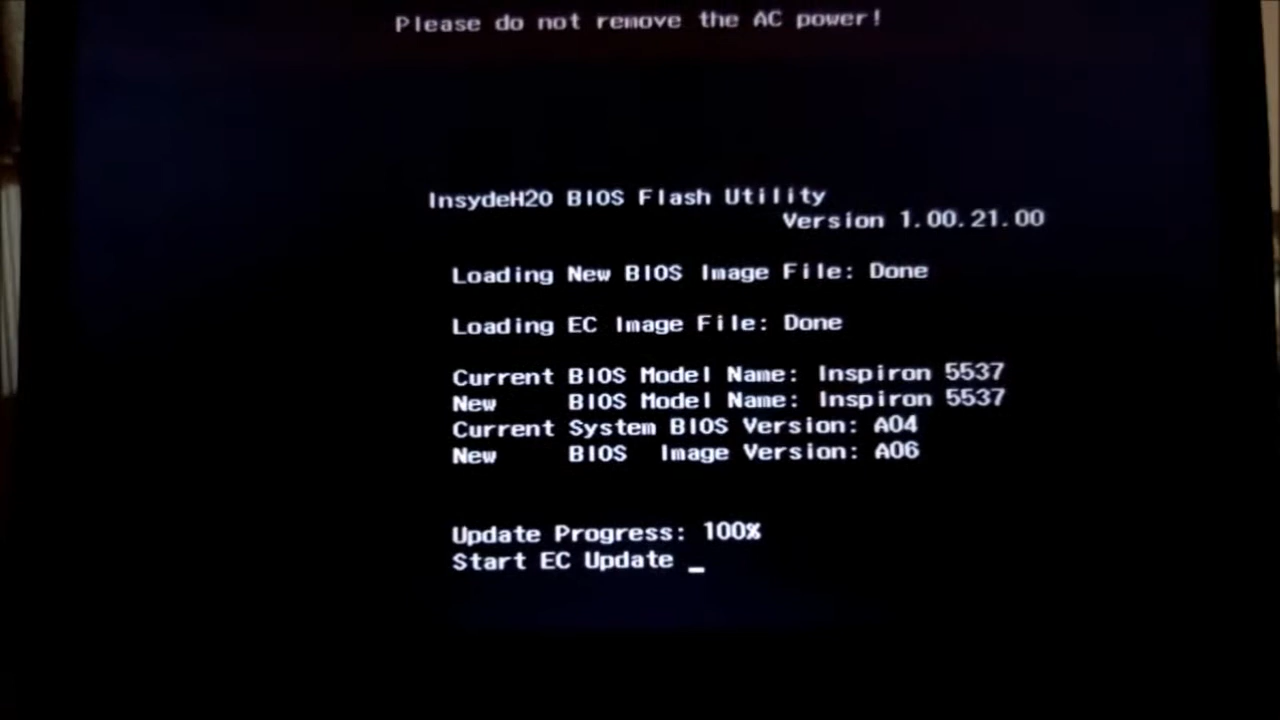 Please do not remove the AC power!
InsydeH2O BIOS Flash Utility
Version 1.00.21.00
Loading New BIOS Image File: Done
Loading EC Image File: Done
Current BIOS Model Name: Inspiron 5537
New BIOS Model Name: Inspiron 5537
Current System BIOS Version: A04
New BIOS Image Version: A06
Update Progress: 100%
Start EC Update _